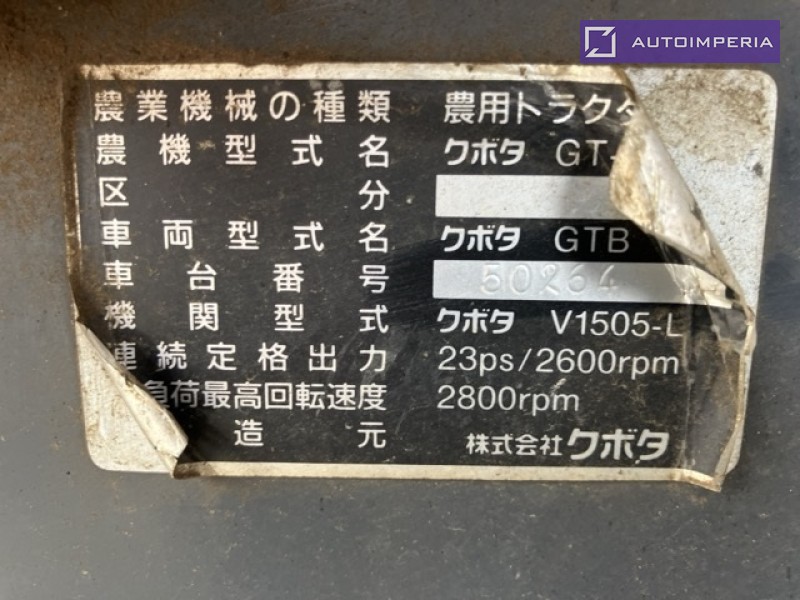 AUTOIMPERIA
農業機械の種類 農用トラクタ
農機型式名 クボタ GT-
区分
車両型式名 クボタ GTB
車台番号 50264
機関型式 クボタ V1505-L
連続定格出力 23ps/2600rpm
負荷最高回転速度 2800rpm
造元 株式会社クボタ